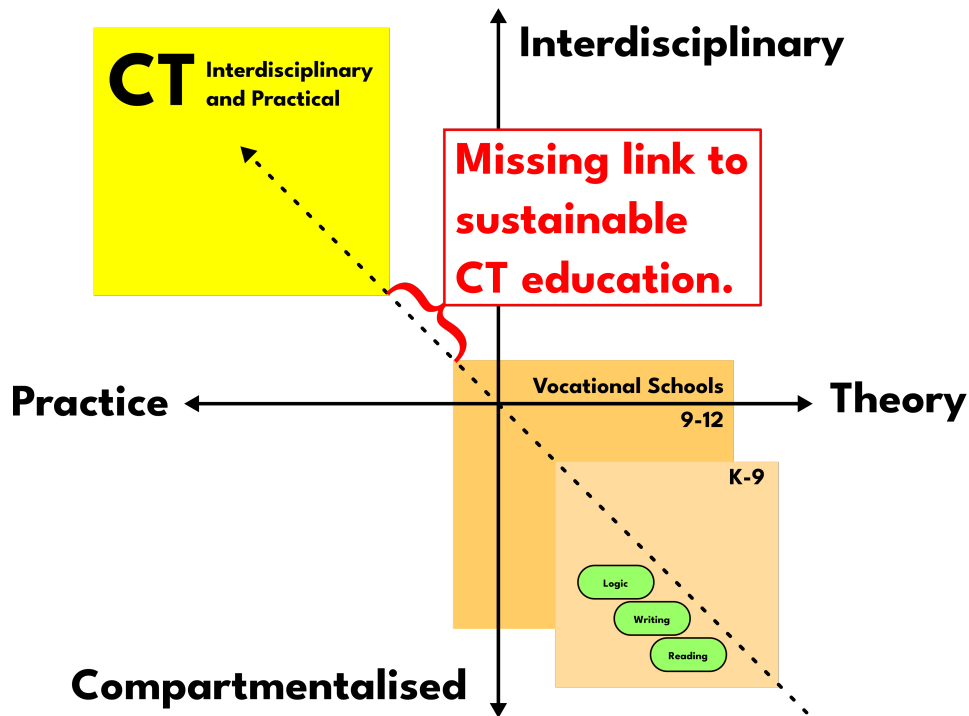 Interdisciplinary
CT
Interdisciplinary
and Practical
Missing link to
sustainable
CT education.
Vocational Schools
9-12
Practice
Theory
K-9
Logic
Writing
Reading
Compartmentalised